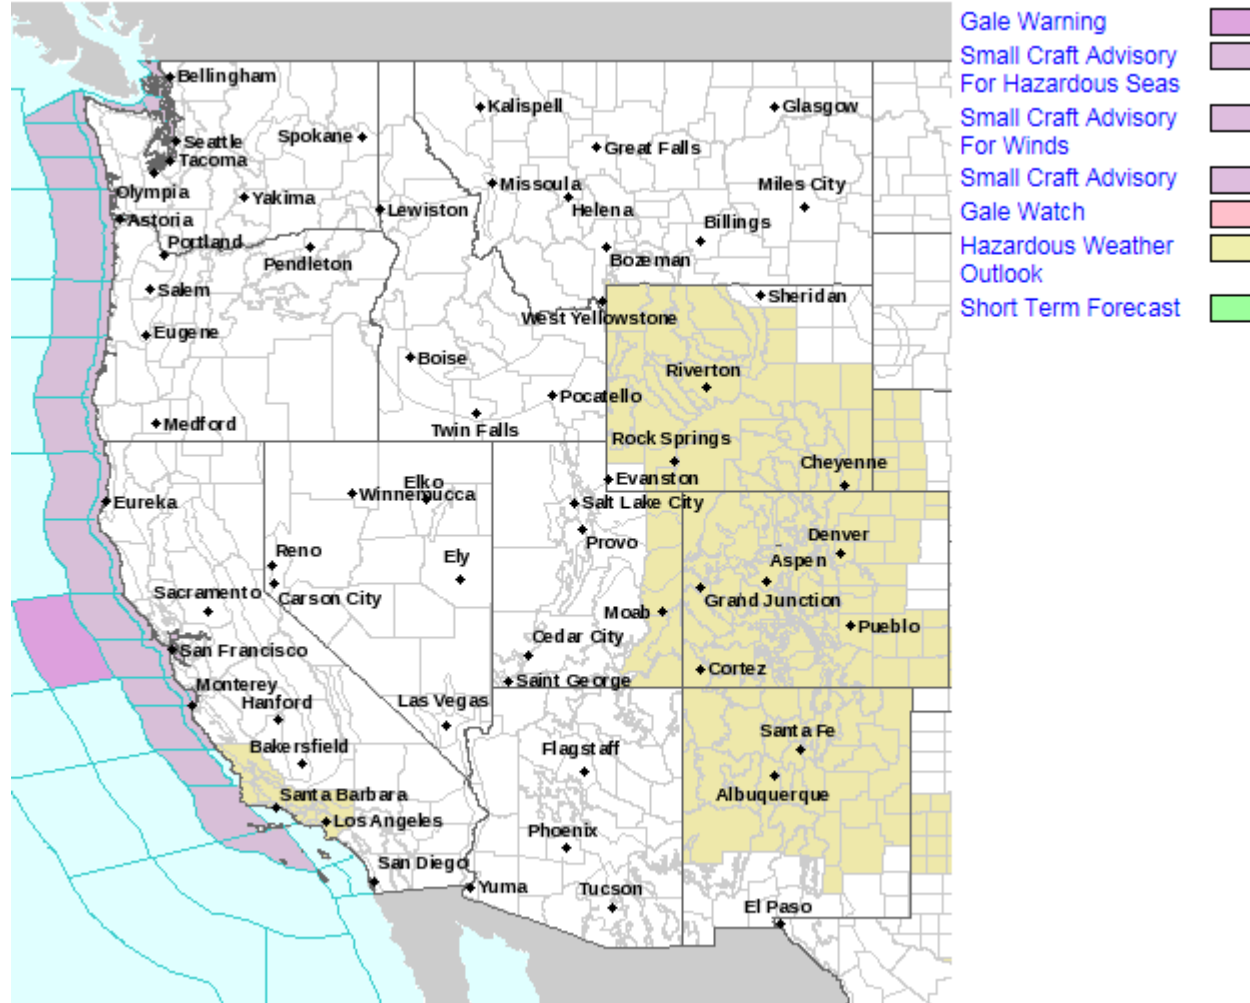 Gale Warning
Small Craft Advisory
For Hazardous Seas
Small Craft Advisory
For Winds
Small Craft Advisory
Gale Watch
Hazardous Weather
Outlook
Short Term Forecast
Bellingham
Kalispell
Glasgow
Seattle
Spokane
Great Falls
Tacoma
Olympia
Yakima
Missoula
Helena
Miles City
Lewiston
Astoria
Billings
Portland
Pendleton
Bozeman
Salem
Sheridan
West Yellowstone
Eugene
Boise
Riverton
Pocatello
Medford
Twin Falls
Rock Springs
Cheyenne
Evanston
Elko
Winnemucca
Eureka
Salt Lake City
Provo
Denver
Reno
Ely
Aspen
Sacramento
Carson City
Grand Junction
Moab
Pueblo
Cedar City
San Francisco
Cortez
Saint George
Monterey
Hanford
Las Vegas
Santa Fe
Bakersfield
Flagstaff
Albuquerque
Santa Barbara
Los Angeles
Phoenix
San Diego
Yuma
Tucson
El Paso